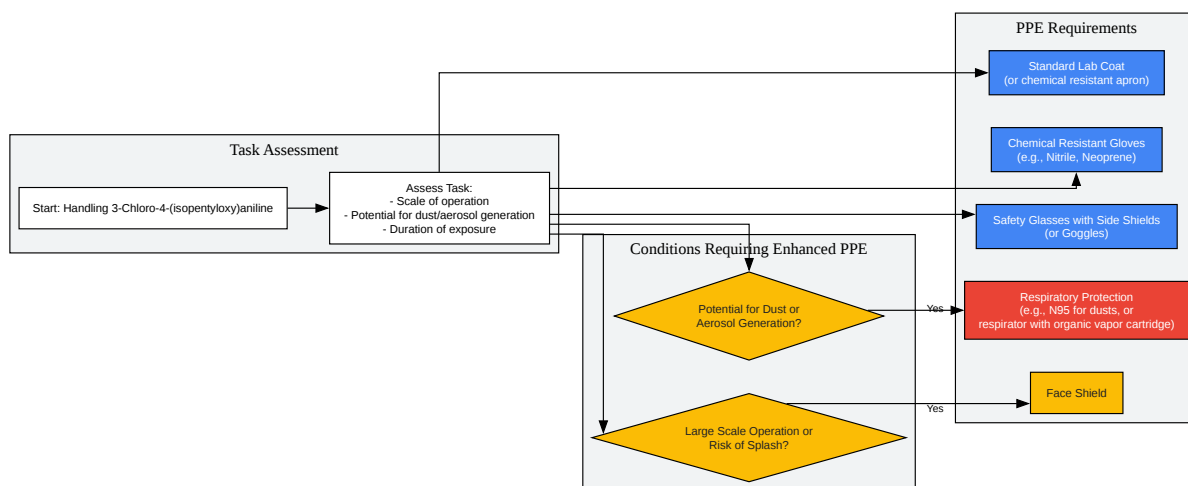 PPE Requirements
Standard Lab Coat
(or chemical resistant apron)
Chemical Resistant Gloves
(e.g., Nitrile, Neoprene)
Task Assessment
Start: Handling 3-Chloro-4-(isopentyloxy)aniline
Assess Task:
- Scale of operation
- Potential for dust/aerosol generation
- Duration of exposure
Safety Glasses with Side Shields
(or Goggles)
Conditions Requiring Enhanced PPE
Potential for Dust or
Aerosol Generation?
Yes
Respiratory Protection
(e.g., N95 for dusts, or
respirator with organic vapor cartridge)
Large Scale Operation or
Risk of Splash?
Yes
Face Shield